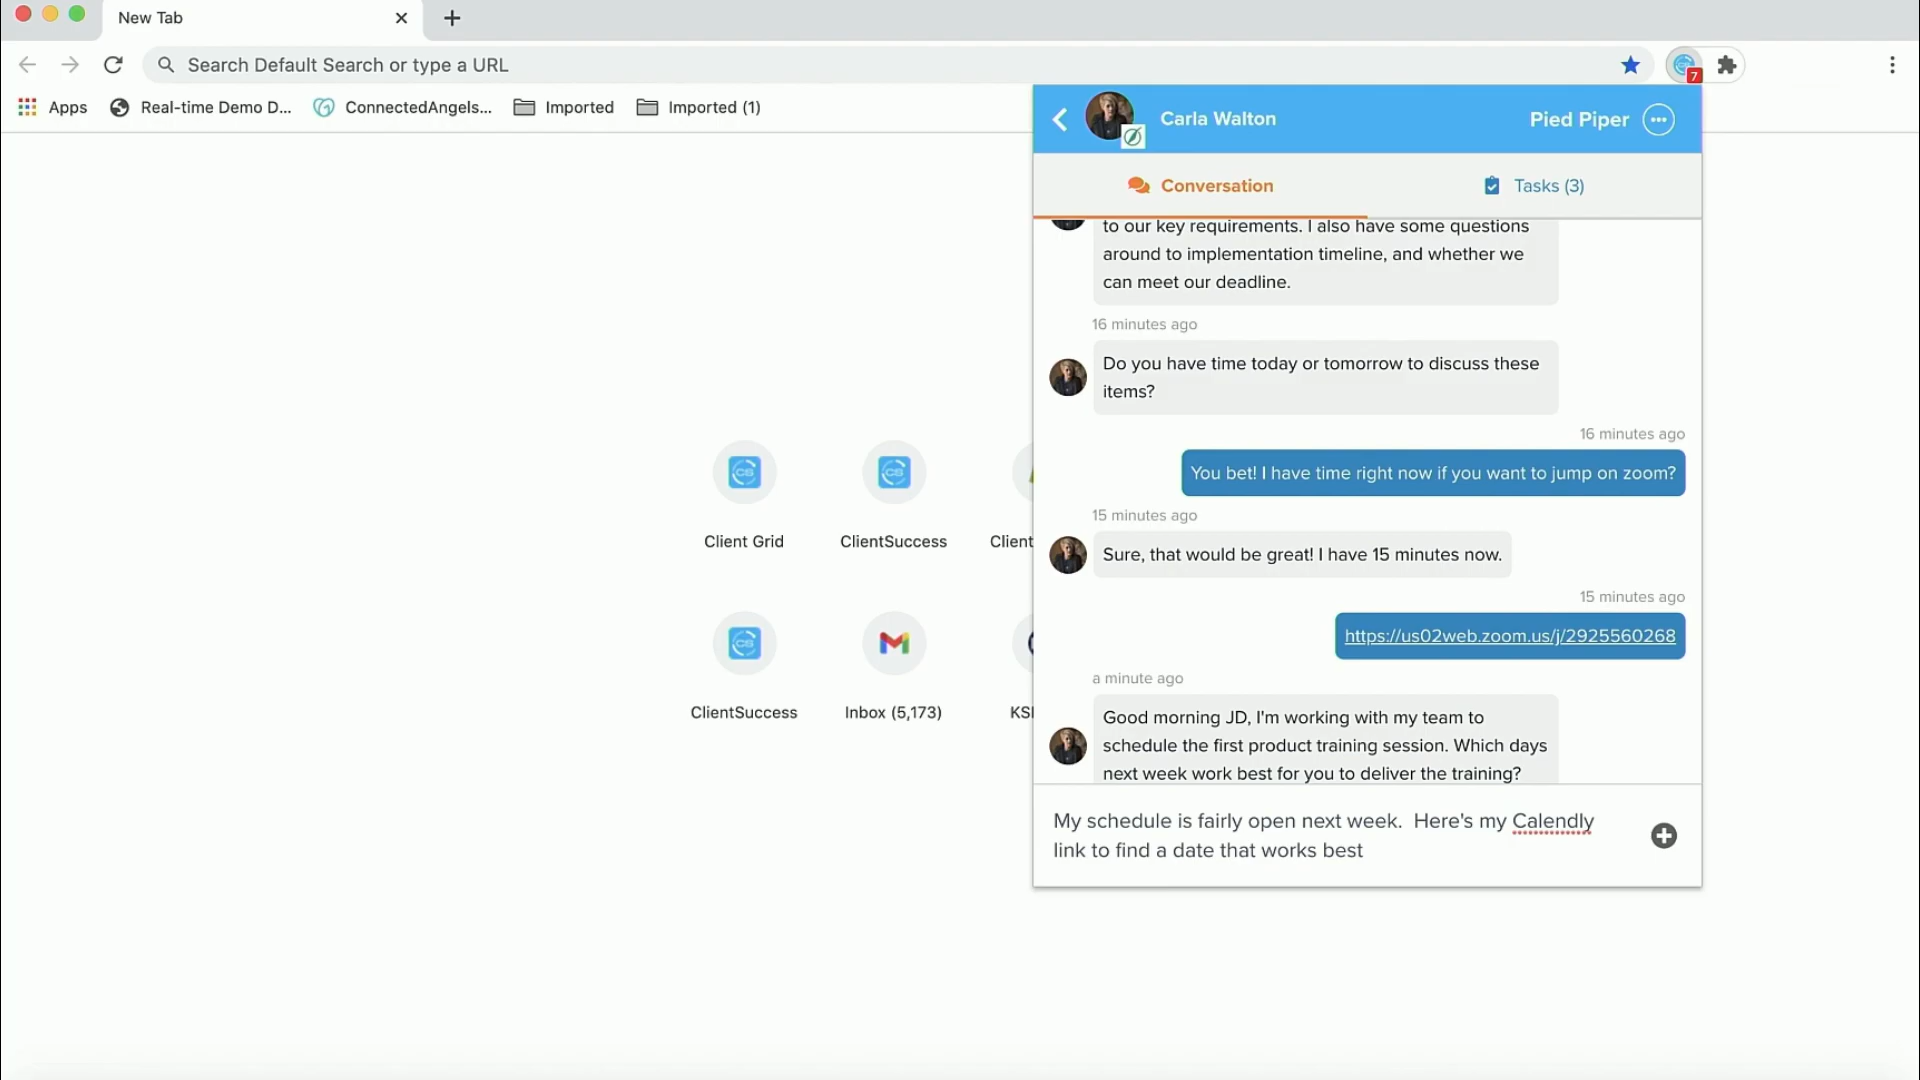 New Tab
Search Default Search or type a URL
7
Apps
Real-time Demo D...
ConnectedAngels...
Imported
Imported (1)
Carla Walton
Pied Piper
Conversation
Tasks (3)
to our key requirements. I also have some questions
around to implementation timeline, and whether we
can meet our deadline.
16 minutes ago
Do you have time today or tomorrow to discuss these
items?
16 minutes ago
You bet! I have time right now if you want to jump on zoom?
15 minutes ago
Sure, that would be great! I have 15 minutes now.
15 minutes ago
https://us02web.zoom.us/j/2925560268
a minute ago
Good morning JD, I'm working with my team to
schedule the first product training session. Which days
next week work best for you to deliver the training?
My schedule is fairly open next week.  Here's my Calendly
link to find a date that works best
CS
CS
Client Grid
ClientSuccess
Client
CS
ClientSuccess
Inbox (5,173)